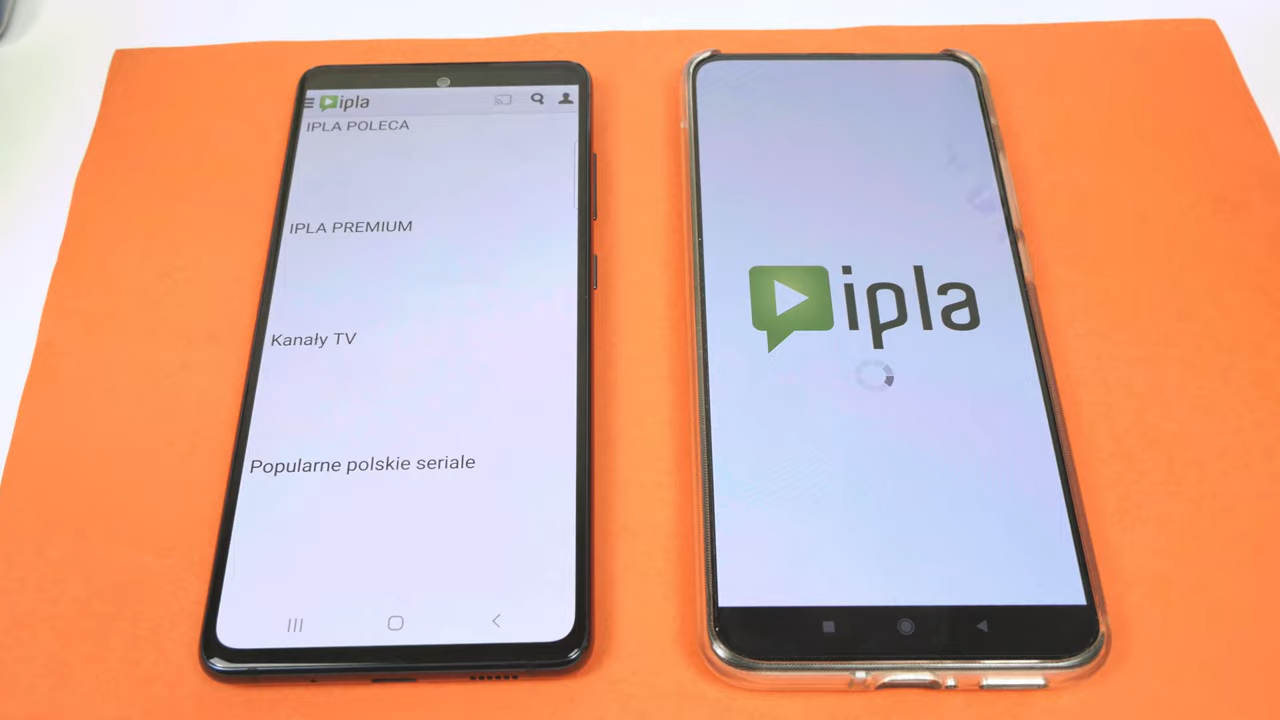 ipla
IPLA POLECA
IPLA PREMIUM
Kanały TV
Popularne polskie seriale
ipla